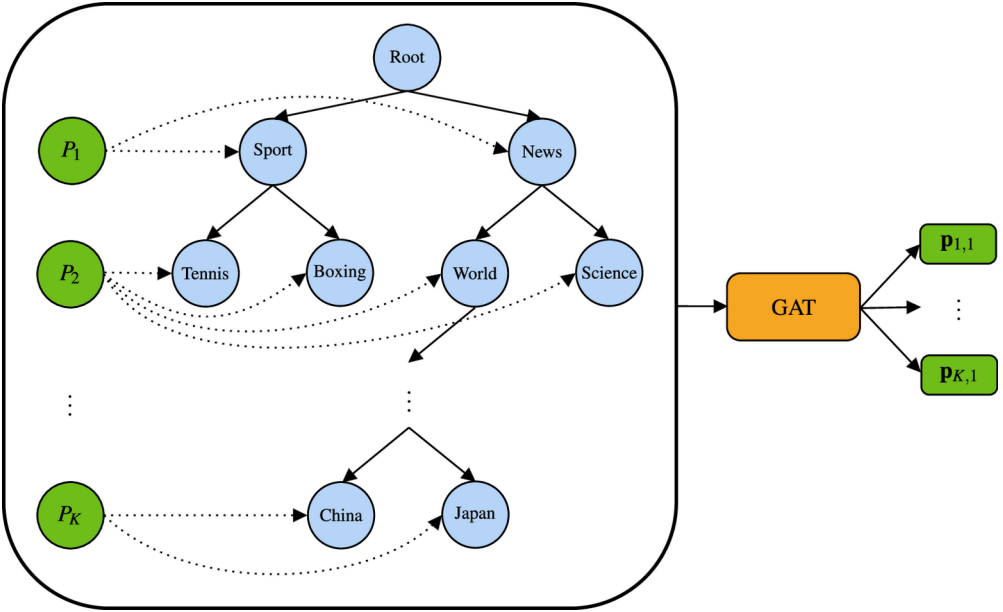 Root
P1
Sport
News
P2
Tennis
Boxing
World
Science
GAT
p1,1
⋮
pK,1
⋮
⋮
PK
China
Japan